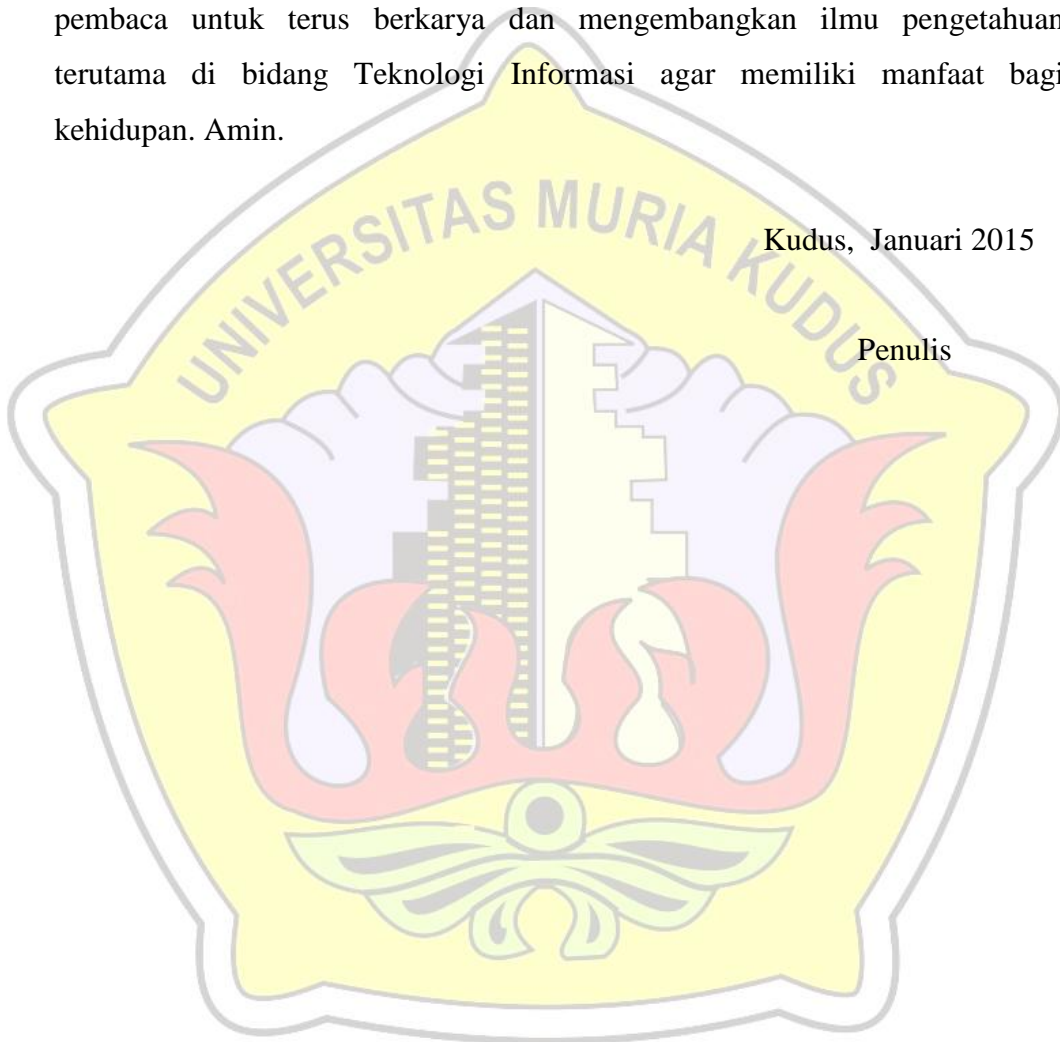 pembaca untuk terus berkarya dan mengembangkan ilmu pengetahuan
terutama di bidang Teknologi Informasi agar memiliki manfaat bagi
kehidupan. Amin.
UNIVERSITAS MURIA KUDUS
Kudus, Januari 2015
Penulis